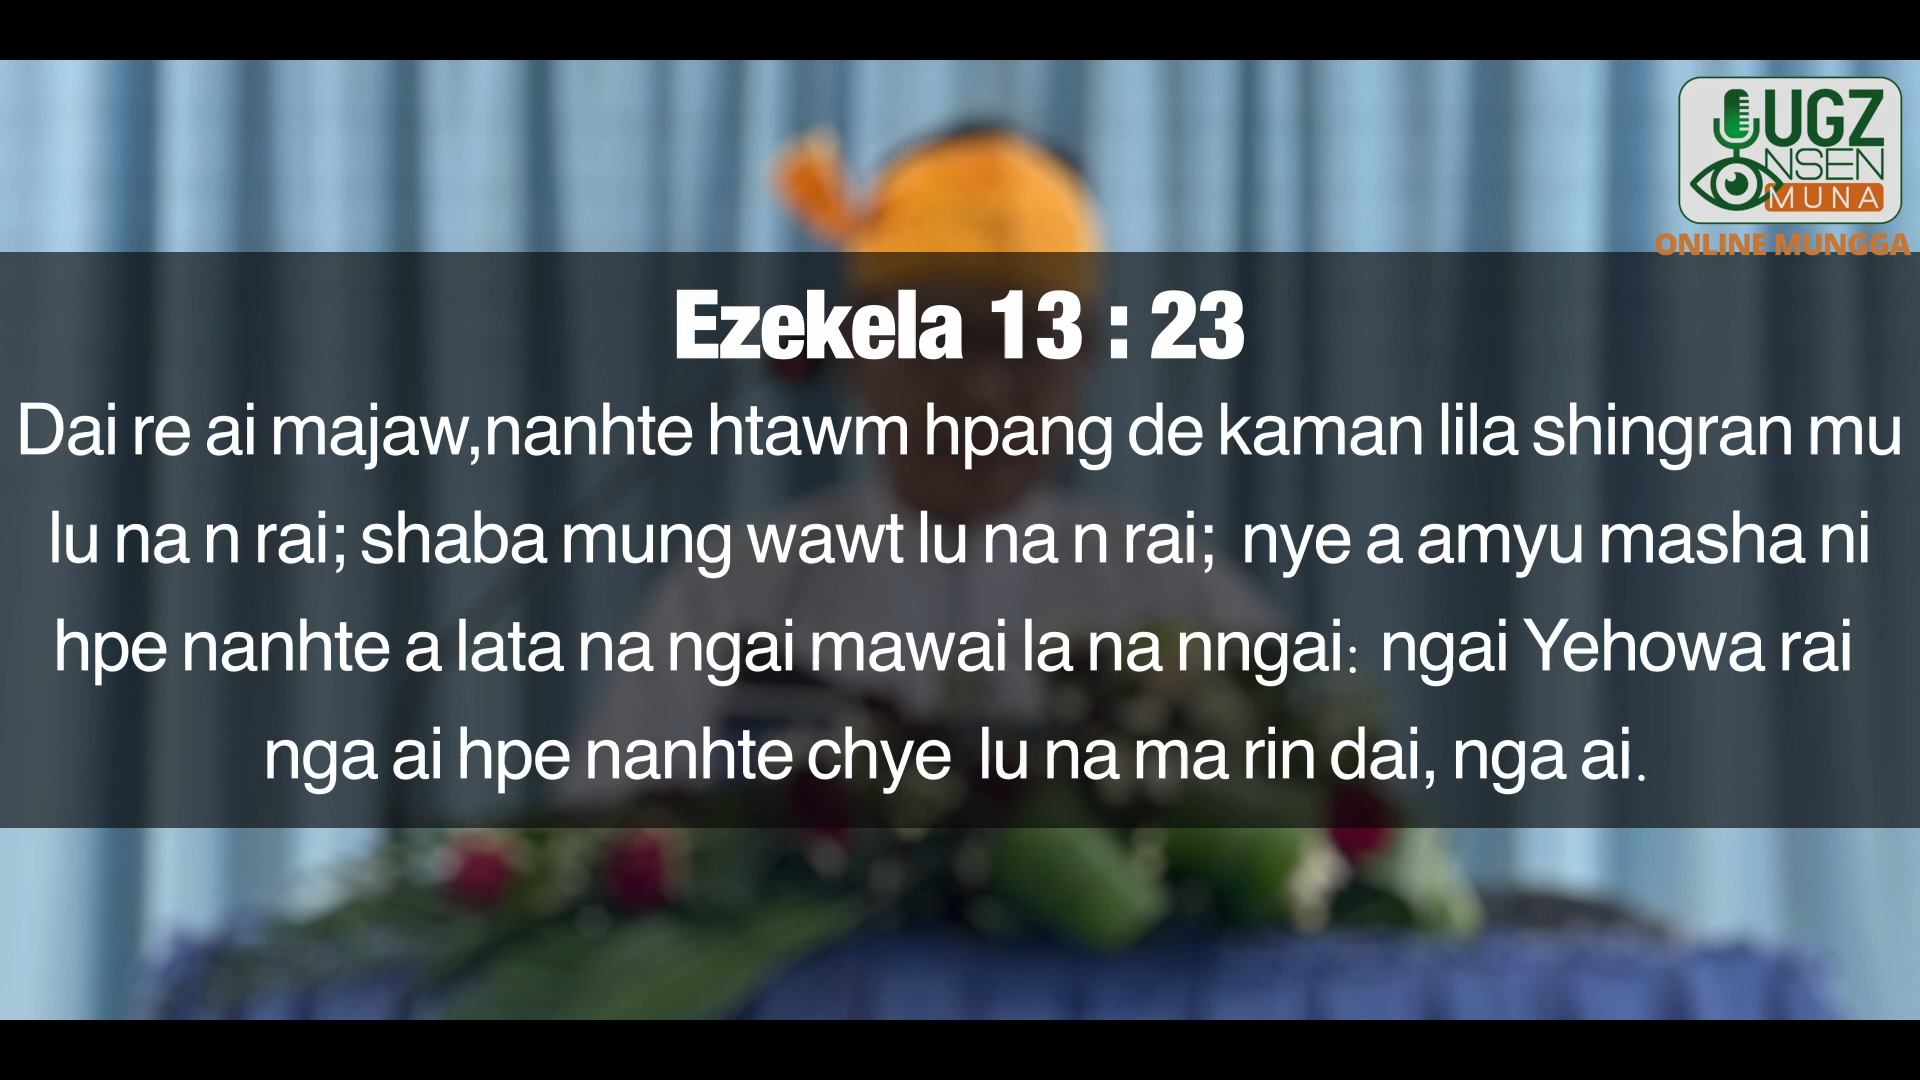 UGZ
NSEN
MUNA
ONLINE MUNGGA
Ezekela 13 : 23
Dai re ai majaw,nanhte htawm hpang de kaman lila shingran mu
lu na n rai; shaba mung wawt lu na n rai; nye a amyu masha ni
hpe nanhte a lata na ngai mawai la na nngai: ngai Yehowa rai
nga ai hpe nanhte chye lu na ma rin dai, nga ai.